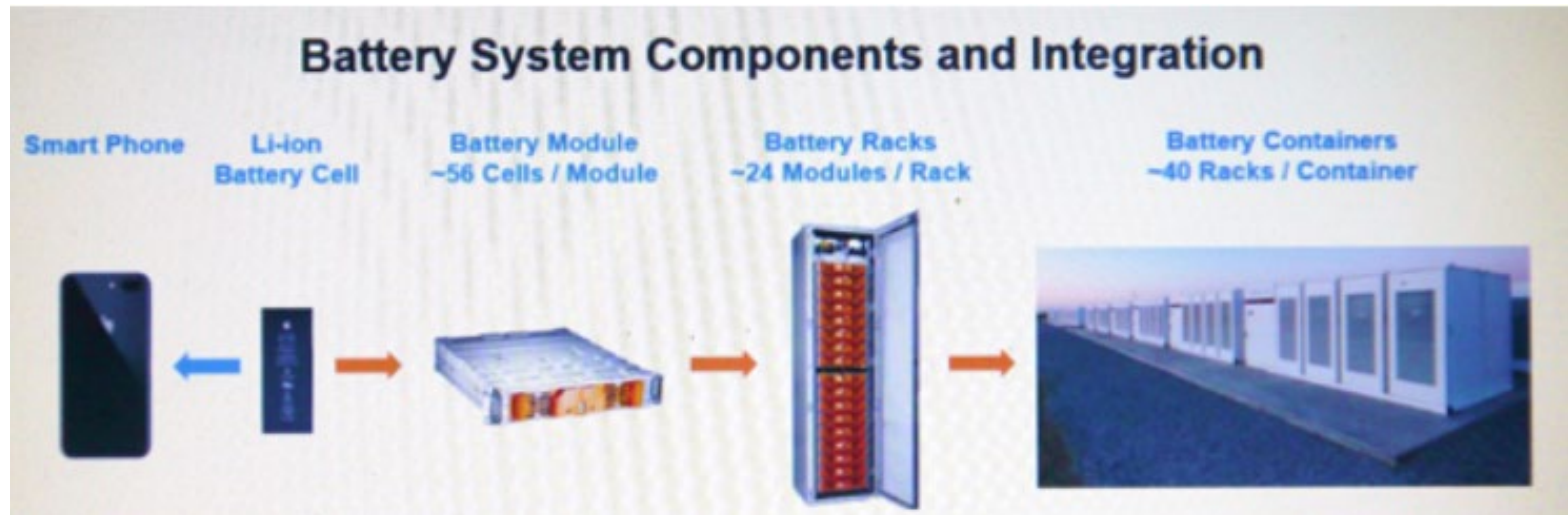 Battery System Components and Integration
Smart Phone
Li-ion
Battery Cell
Battery Module
~56 Cells / Module
Battery Racks
~24 Modules / Rack
Battery Containers
~40 Racks / Container